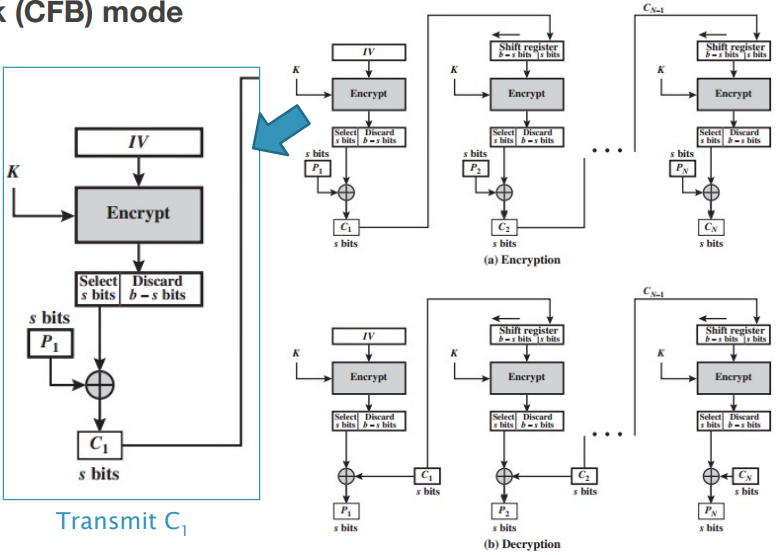 k (CFB) mode
IV
K
Encrypt
Select Discard
s bits b – s bits
s bits
P1
C1
s bits
Transmit C1
CN–1
IV
Shift register
b – s bits s bits
Shift register
b – s bits s bits
K
Encrypt
K
Encrypt
K
Encrypt
Select Discard
s bits b – s bits
Select Discard
s bits b – s bits
Select Discard
s bits b – s bits
s bits
P1
s bits
P2
s bits
PN
C1
s bits
C2
s bits
CN
s bits
(a) Encryption
CN–1
IV
Shift register
b – s bits s bits
Shift register
b – s bits s bits
K
Encrypt
K
Encrypt
K
Encrypt
Select Discard
s bits b – s bits
Select Discard
s bits b – s bits
Select Discard
s bits b – s bits
C1
s bits
C2
s bits
CN
s bits
P1
s bits
P2
s bits
PN
s bits
(b) Decryption